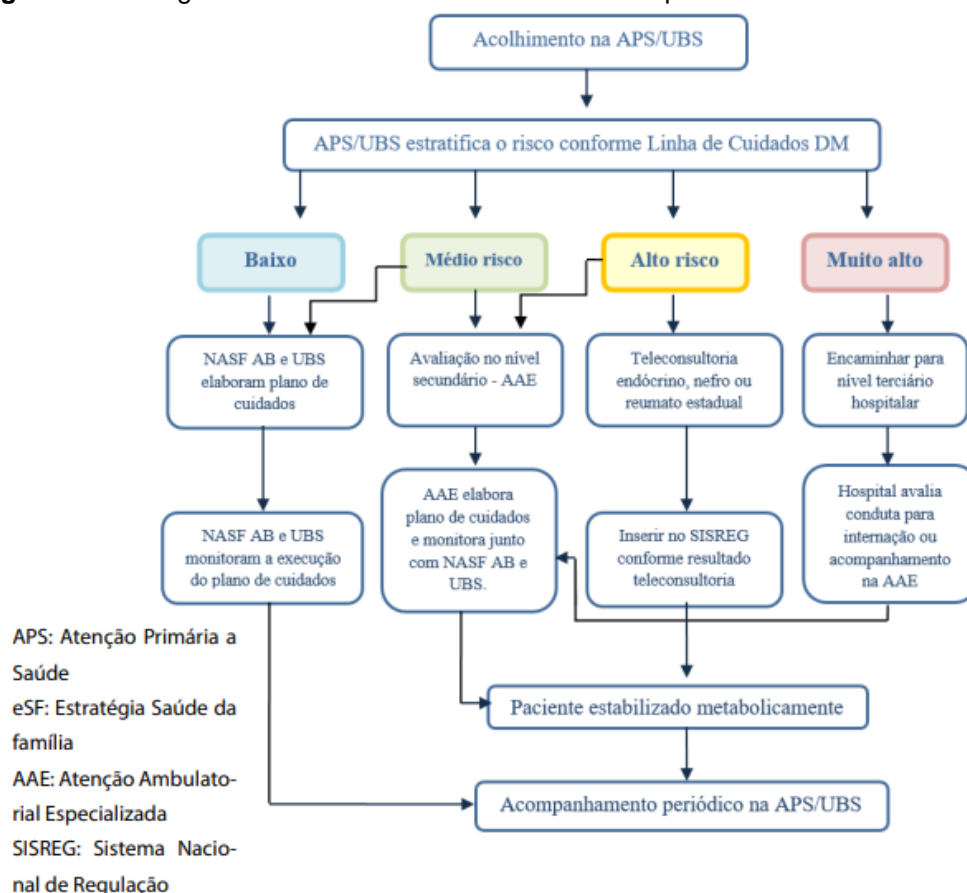 Acolhimento na APS/UBS
APS/UBS estratifica o risco conforme Linha de Cuidados DM
Baixo
Médio risco
Alto risco
Muito alto
NASF AB e UBS
elaboram plano de
cuidados
Avaliação no nível
secundário - AAE
Teleconsultoria
endócrino, nefro ou
reumato estadual
Encaminhar para
nível terciário
hospitalar
NASF AB e UBS
monitoram a execução
do plano de cuidados
AAE elabora
plano de cuidados
e monitora junto
com NASF AB e
UBS.
Inserir no SISREG
conforme resultado
teleconsultoria
Hospital avalia
conduta para
internação ou
acompanhamento
na AAE
Paciente estabilizado metabolicamente
Acompanhamento periódico na APS/UBS
APS: Atenção Primária a
Saúde
eSF: Estratégia Saúde da
família
AAE: Atenção Ambulato-
rial Especializada
SISREG: Sistema Nacio-
nal de Regulação